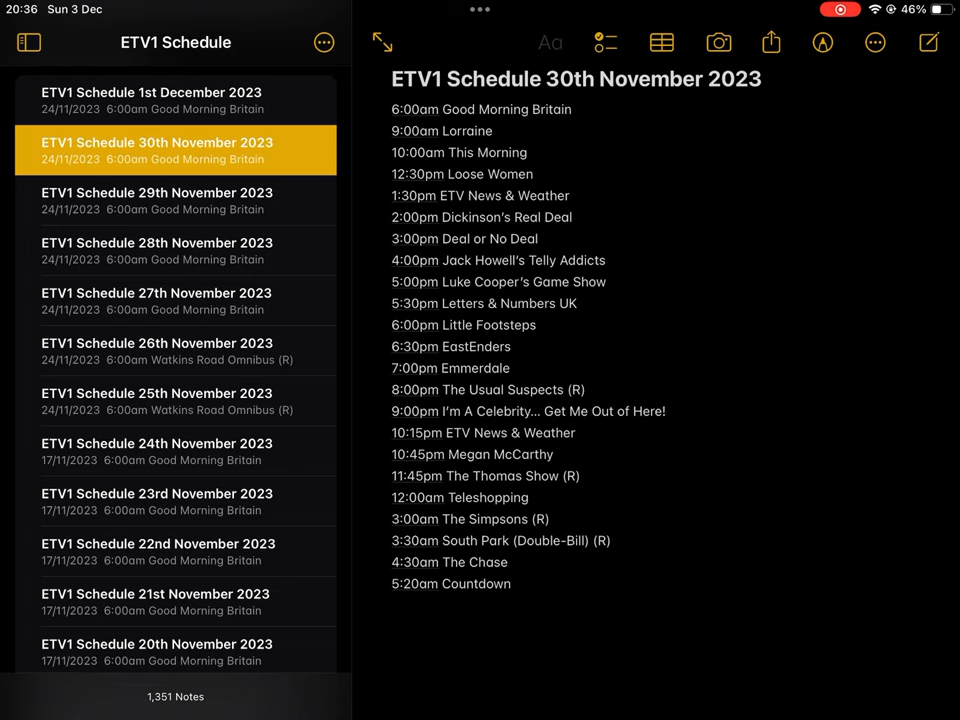 20:36 Sun 3 Dec
46%
ETV1 Schedule
ETV1 Schedule 1st December 2023
24/11/2023 6:00am Good Morning Britain
ETV1 Schedule 30th November 2023
24/11/2023 6:00am Good Morning Britain
ETV1 Schedule 29th November 2023
24/11/2023 6:00am Good Morning Britain
ETV1 Schedule 28th November 2023
24/11/2023 6:00am Good Morning Britain
ETV1 Schedule 27th November 2023
24/11/2023 6:00am Good Morning Britain
ETV1 Schedule 26th November 2023
24/11/2023 6:00am Watkins Road Omnibus (R)
ETV1 Schedule 25th November 2023
24/11/2023 6:00am Watkins Road Omnibus (R)
ETV1 Schedule 24th November 2023
17/11/2023 6:00am Good Morning Britain
ETV1 Schedule 23rd November 2023
17/11/2023 6:00am Good Morning Britain
ETV1 Schedule 22nd November 2023
17/11/2023 6:00am Good Morning Britain
ETV1 Schedule 21st November 2023
17/11/2023 6:00am Good Morning Britain
ETV1 Schedule 20th November 2023
17/11/2023 6:00am Good Morning Britain
1,351 Notes
Aa
ETV1 Schedule 30th November 2023
6:00am Good Morning Britain
9:00am Lorraine
10:00am This Morning
12:30pm Loose Women
1:30pm ETV News & Weather
2:00pm Dickinson's Real Deal
3:00pm Deal or No Deal
4:00pm Jack Howell's Telly Addicts
5:00pm Luke Cooper's Game Show
5:30pm Letters & Numbers UK
6:00pm Little Footsteps
6:30pm EastEnders
7:00pm Emmerdale
8:00pm The Usual Suspects (R)
9:00pm I'm A Celebrity... Get Me Out of Here!
10:15pm ETV News & Weather
10:45pm Megan McCarthy
11:45pm The Thomas Show (R)
12:00am Teleshopping
3:00am The Simpsons (R)
3:30am South Park (Double-Bill) (R)
4:30am The Chase
5:20am Countdown